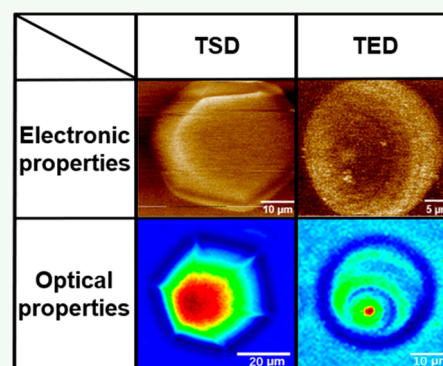 TSD
TED
Electronic
properties
10 µm
5 µm
Optical
properties
20 µm
10 µm